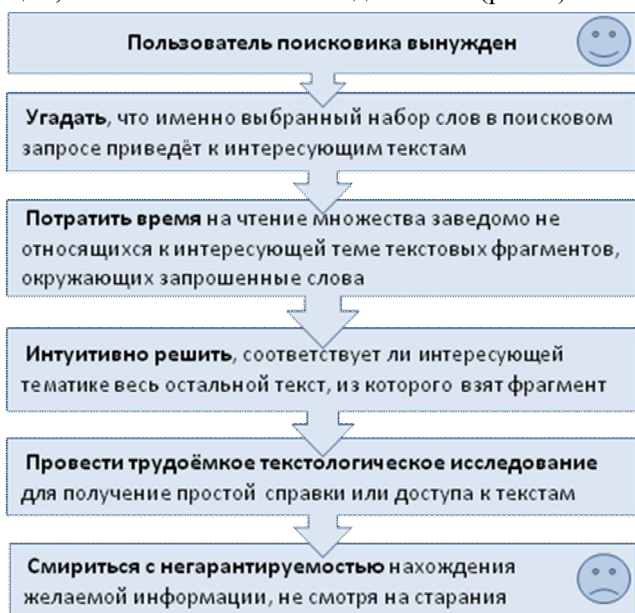 Пользователь поисковика вынужден
Угадать, что именно выбранный набор слов в поисковом
запросе приведёт к интересующим текстам
Потратить время на чтение множества заведомо не
относящихся к интересующей теме текстовых фрагментов,
окружающих запрошенные слова
Интуитивно решить, соответствует ли интересующей
тематике весь остальной текст, из которого взят фрагмент
Провести трудоёмкое текстологическое исследование
для получение простой справки или доступа к текстам
Смириться с негарантируемостью нахождения
желаемой информации, не смотря на старания